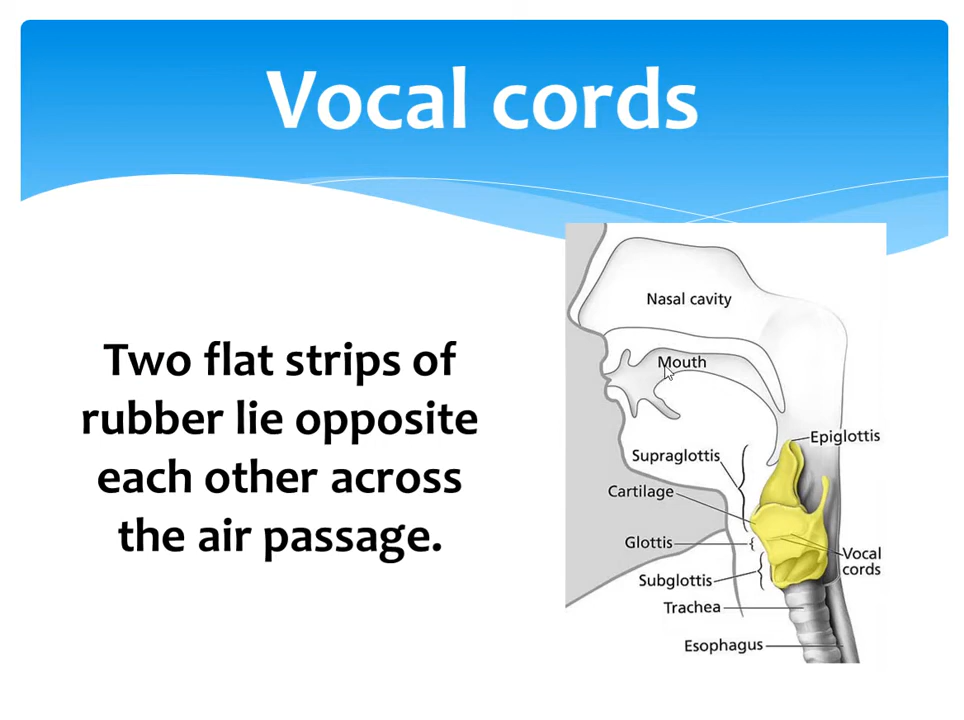 Vocal cords
Two flat strips of
rubber lie opposite
each other across
the air passage.
Nasal cavity
Mouth
Epiglottis
Supraglottis
Cartilage
Glottis
Vocal
cords
Subglottis
Trachea
Esophagus